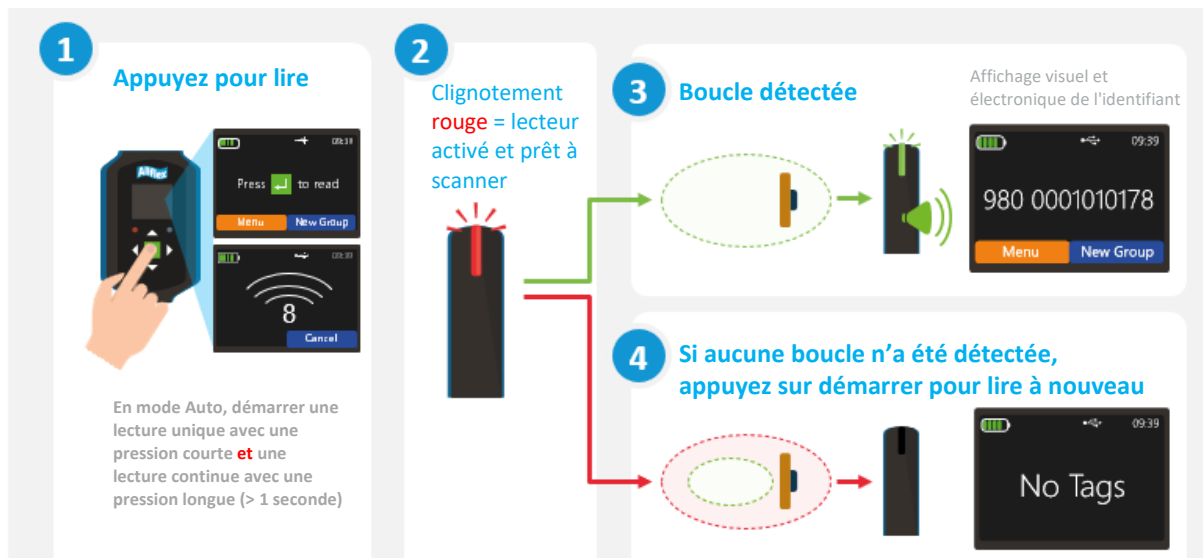 1
Appuyez pour lire
Allflex
09:39
Press to read
Menu New Group
09:39
8
Cancel
En mode Auto, démarrer une
lecture unique avec une
pression courte et une
lecture continue avec une
pression longue (> 1 seconde)
2
Clignotement
rouge = lecteur
activé et prêt à
scanner
3
Boucle détectée
Affichage visuel et
électronique de l'identifiant
09:39
980 0001010178
Menu New Group
4
Si aucune boucle n’a été détectée,
appuyez sur démarrer pour lire à nouveau
09:39
No Tags